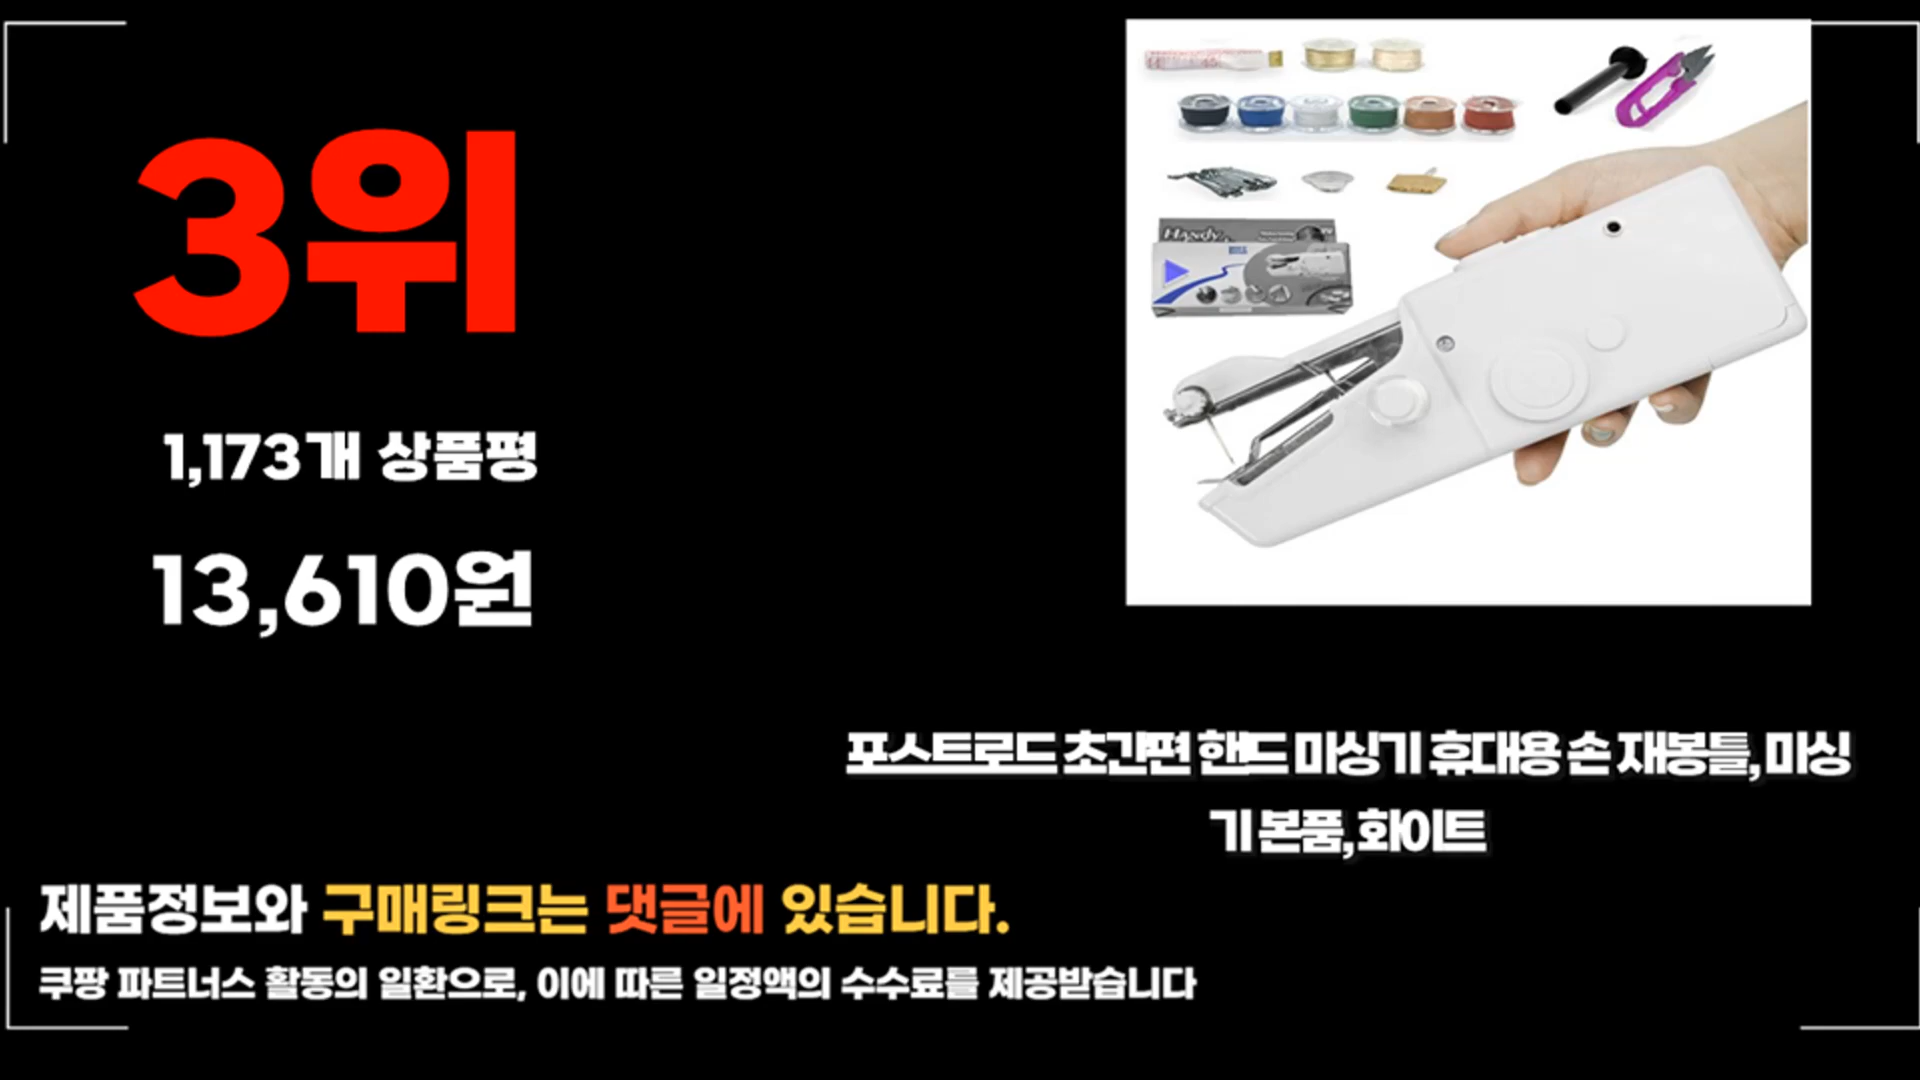 3위
1,173개 상품평
13,610원
Handy
포스트로드 초간편 핸드 미싱기 휴대용 손 재봉틀, 미싱
기 본품, 화이트
제품정보와 구매링크는 댓글에 있습니다.
쿠팡 파트너스 활동의 일환으로, 이에 따른 일정액의 수수료를 제공받습니다